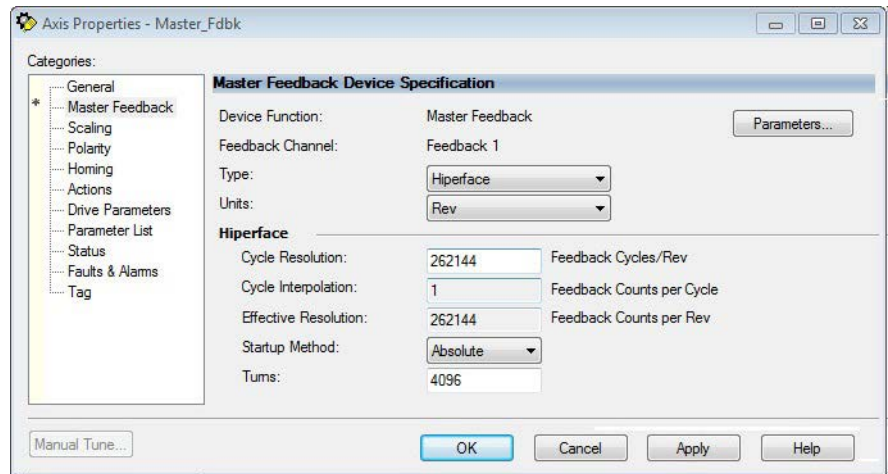 Axis Properties - Master_Fdbk
Categories:
General
* Master Feedback
Scaling
Polarity
Homing
Actions
Drive Parameters
Parameter List
Status
Faults & Alarms
Tag
Master Feedback Device Specification
Device Function: Master Feedback
Parameters...
Feedback Channel: Feedback 1
Type: Hiperface
Units: Rev
Hiperface
Cycle Resolution: 262144 Feedback Cycles/Rev
Cycle Interpolation: 1 Feedback Counts per Cycle
Effective Resolution: 262144 Feedback Counts per Rev
Startup Method: Absolute
Turns: 4096
Manual Tune...
OK Cancel Apply Help